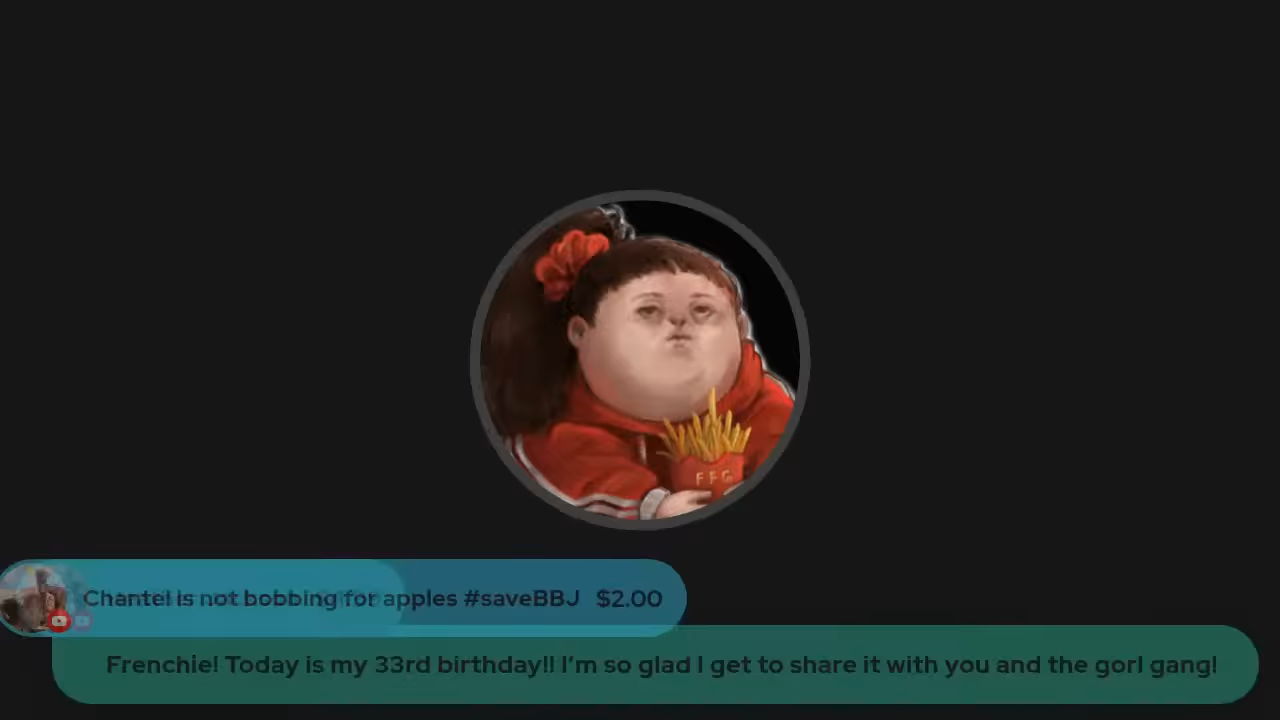 FFG
Chantel is not bobbing for apples #saveBBJ $2.00
Frenchie! Today is my 33rd birthday!! I'm so glad I get to share it with you and the gorl gang!